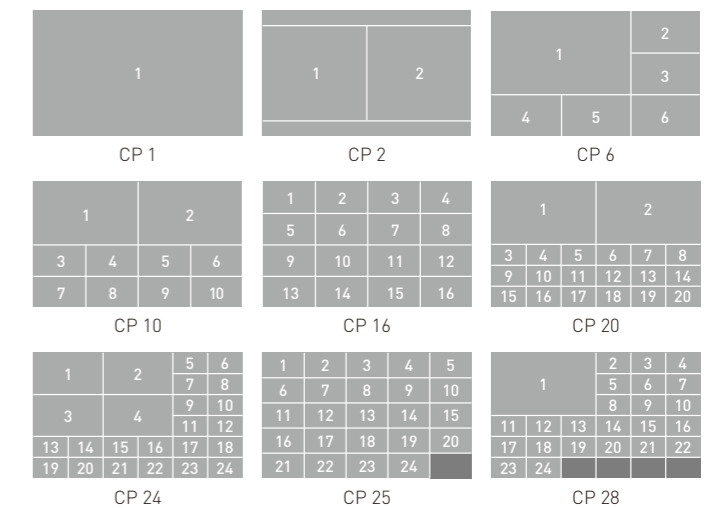 1
CP 1
1 2
CP 2
1 2
3
4 5 6
CP 6
1 2
3 4 5 6
7 8 9 10
CP 10
1 2 3 4
5 6 7 8
9 10 11 12
13 14 15 16
CP 16
1 2
3 4 5 6 7 8
9 10 11 12 13 14
15 16 17 18 19 20
CP 20
1 2 5 6
7 8
3 4 9 10
11 12
13 14 15 16 17 18
19 20 21 22 23 24
CP 24
1 2 3 4 5
6 7 8 9 10
11 12 13 14 15
16 17 18 19 20
21 22 23 24
CP 25
1 2 3 4
5 6 7
8 9 10
11 12 13 14 15 16
17 18 19 20 21 22
23 24
CP 28